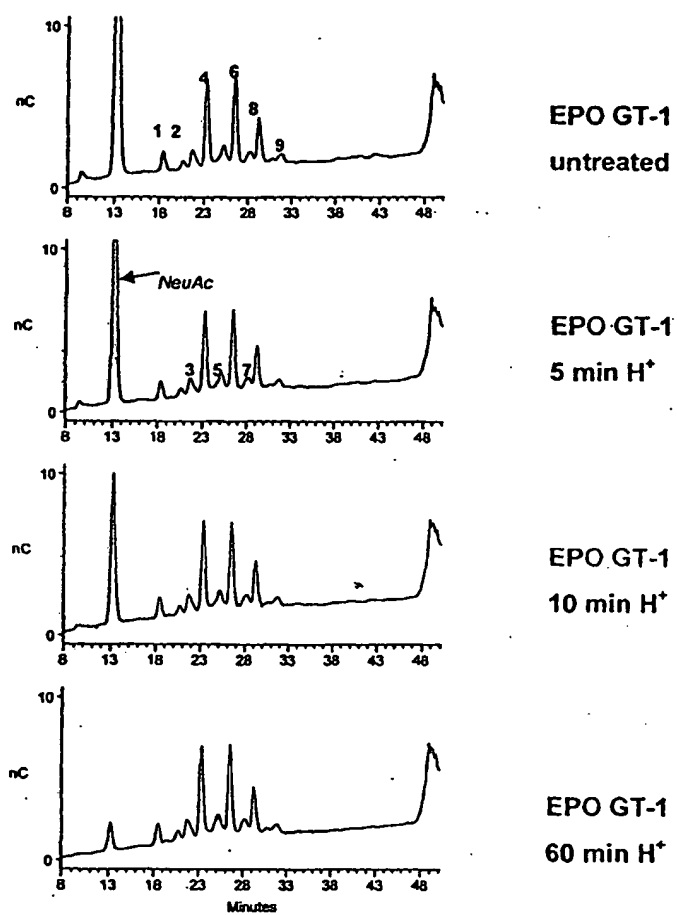 10
nC
0
1 2 4 6 8 9
8 13 18 23 28 33 38 43 48
EPO GT-1
untreated
10
nC
0
NeuAc
3 5 7
8 13 18 23 28 33 38 43 48
EPO GT-1
5 min H⁺
10
nC
0
8 13 18 23 28 33 38 43 48
EPO GT-1
10 min H⁺
10
nC
0
8 13 18 23 28 33 38 43 48
Minutes
EPO GT-1
60 min H⁺